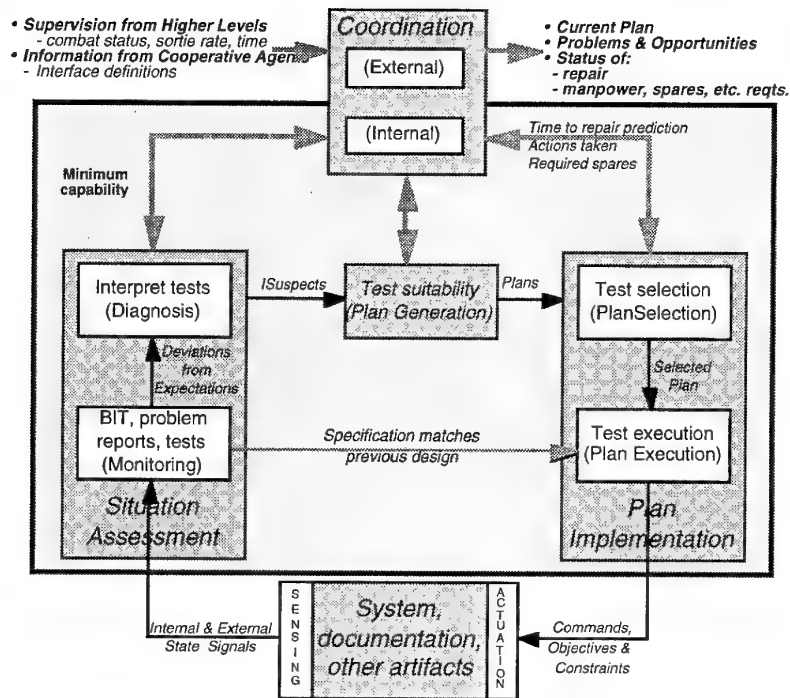 • Supervision from Higher Levels
- combat status, sortie rate, time
• Information from Cooperative Agen
- Interface definitions
Coordination
(External)
(Internal)
• Current Plan
• Problems & Opportunities
• Status of:
- repair
- manpower, spares, etc. reqts.
Time to repair prediction
Actions taken
Required spares
Minimum
capability
Interpret tests
(Diagnosis)
ISuspects
Test suitability
(Plan Generation)
Plans
Test selection
(PlanSelection)
Deviations
from
Expectations
Selected
Plan
BIT, problem
reports, tests
(Monitoring)
Specification matches
previous design
Test execution
(Plan Execution)
Situation
Assessment
Plan
Implementation
SENSING
System,
documentation,
other artifacts
ACTUATION
Internal & External
State Signals
Commands,
Objectives &
Constraints